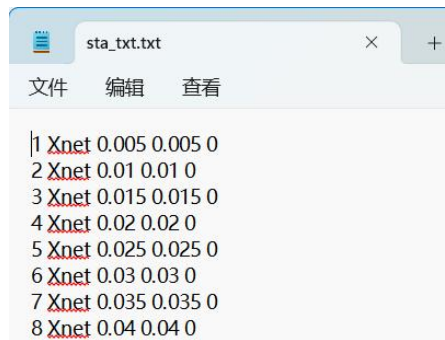 sta_txt.txt
文件 编辑 查看
1 Xnet 0.005 0.005 0
2 Xnet 0.01 0.01 0
3 Xnet 0.015 0.015 0
4 Xnet 0.02 0.02 0
5 Xnet 0.025 0.025 0
6 Xnet 0.03 0.03 0
7 Xnet 0.035 0.035 0
8 Xnet 0.04 0.04 0